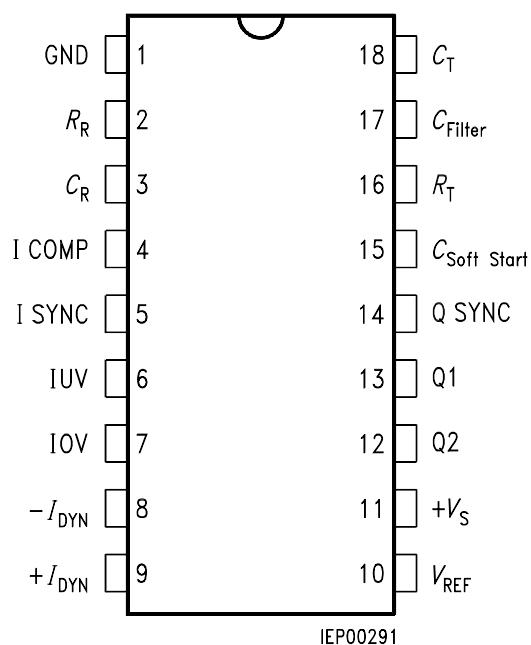 GND 1 18 C_T
R_R 2 17 C_Filter
C_R 3 16 R_T
I COMP 4 15 C_Soft Start
I SYNC 5 14 Q SYNC
IUV 6 13 Q1
IOV 7 12 Q2
-I_DYN 8 11 +V_S
+I_DYN 9 10 V_REF
IEP00291